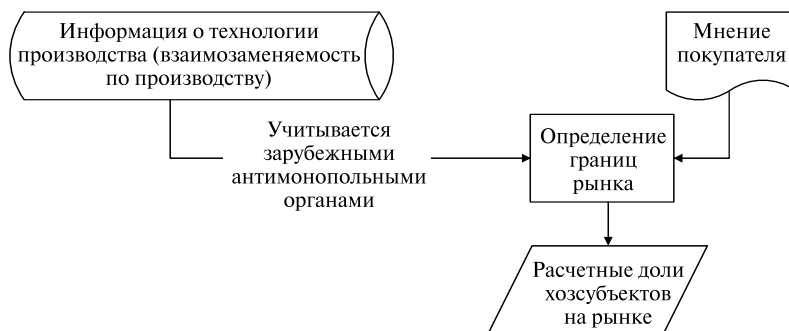 Информация о технологии
производства (взаимозаменяемость
по производству)
Мнение
покупателя
Учитывается
зарубежными
антимонопольными
органами
Определение
границ
рынка
Расчетные доли
хозсубъектов
на рынке